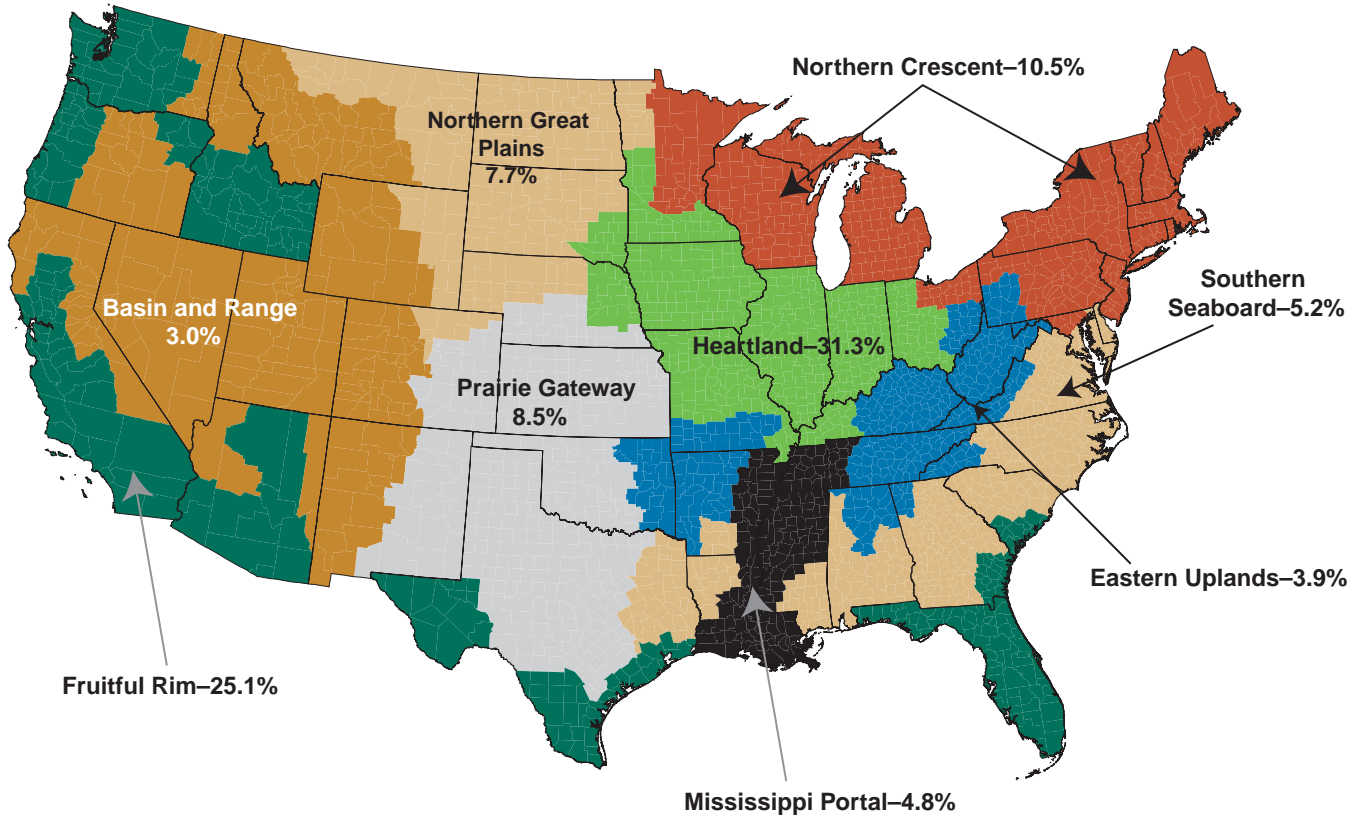 Northern Crescent–10.5%
Northern Great
Plains
7.7%
Southern
Seaboard–5.2%
Basin and Range
3.0%
Heartland–31.3%
Prairie Gateway
8.5%
Eastern Uplands–3.9%
Fruitful Rim–25.1%
Mississippi Portal–4.8%